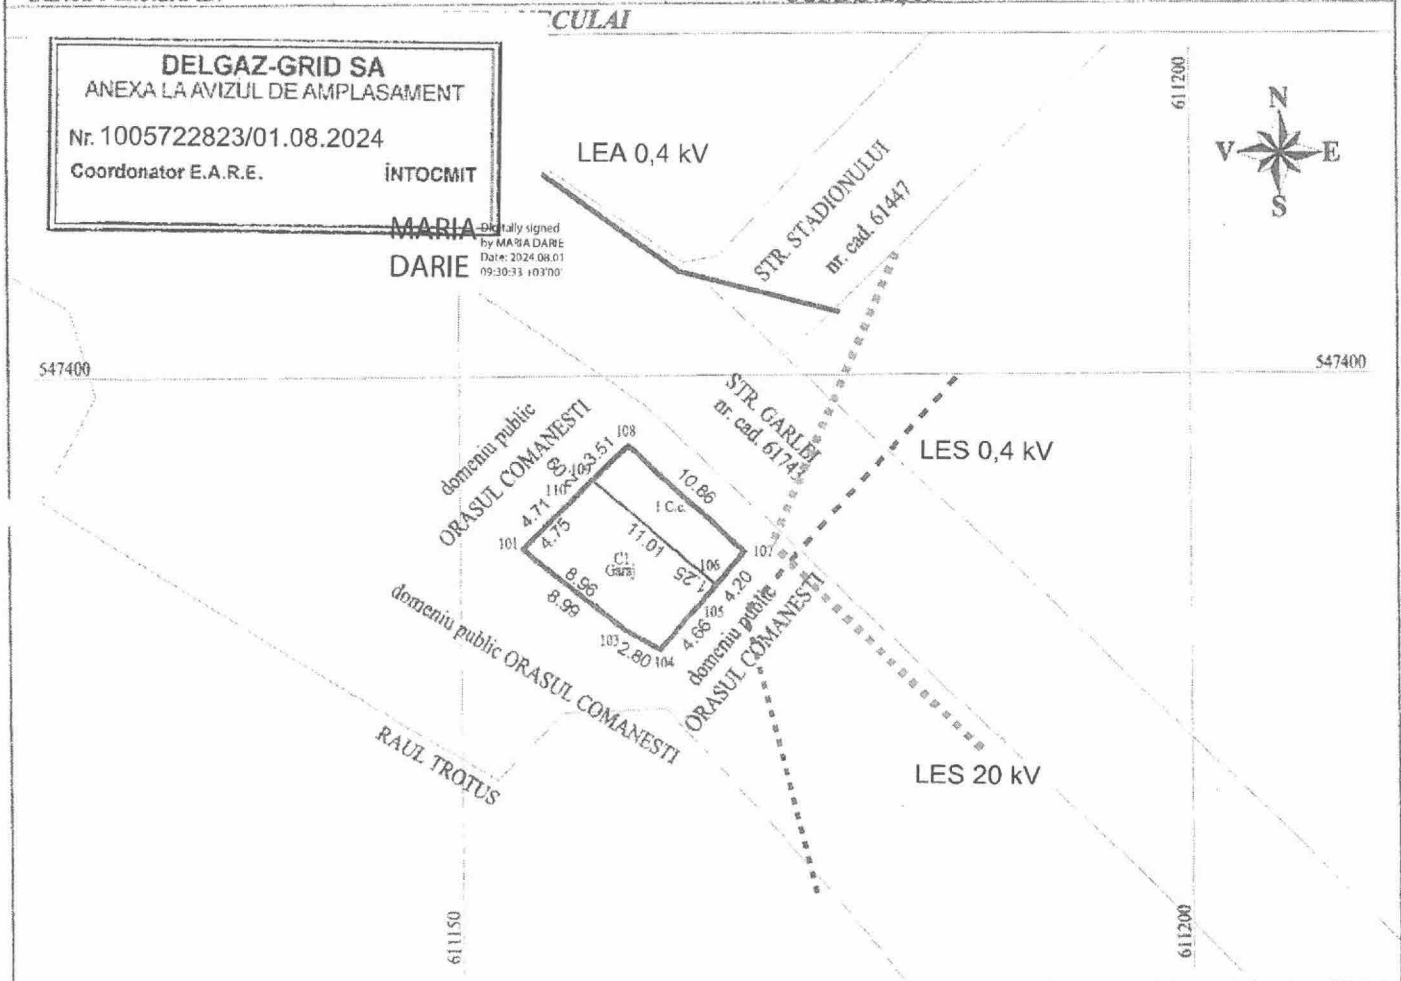 CULAI
DELGAZ-GRID SA
ANEXA LA AVIZUL DE AMPLASAMENT
Nr. 1005722823/01.08.2024
Coordonator E.A.R.E. ÎNTOCMIT
MARIA
DARIE
Digitally signed
by MARIA DARIE
Date: 2024.08.01
09:30:33 +03'00'
LEA 0,4 kV
STR. STADIONULUI
nr. cad. 61447
611200
N
V E
S
547400
547400
STR. GARLEI
nr. cad. 61743
LES 0,4 kV
domeniu public
ORASUL COMANESTI
108
3.51
109
110
4.71
4.75
101
10.86
1 C.c.
11.01
C1
Garaj
106
107
1.25
4.20
105
8.96
8.99
103
2.80
104
4.66
domeniu public
ORASUL COMANESTI
domeniu public ORASUL COMANESTI
RAUL TROTUS
LES 20 kV
611150
611200